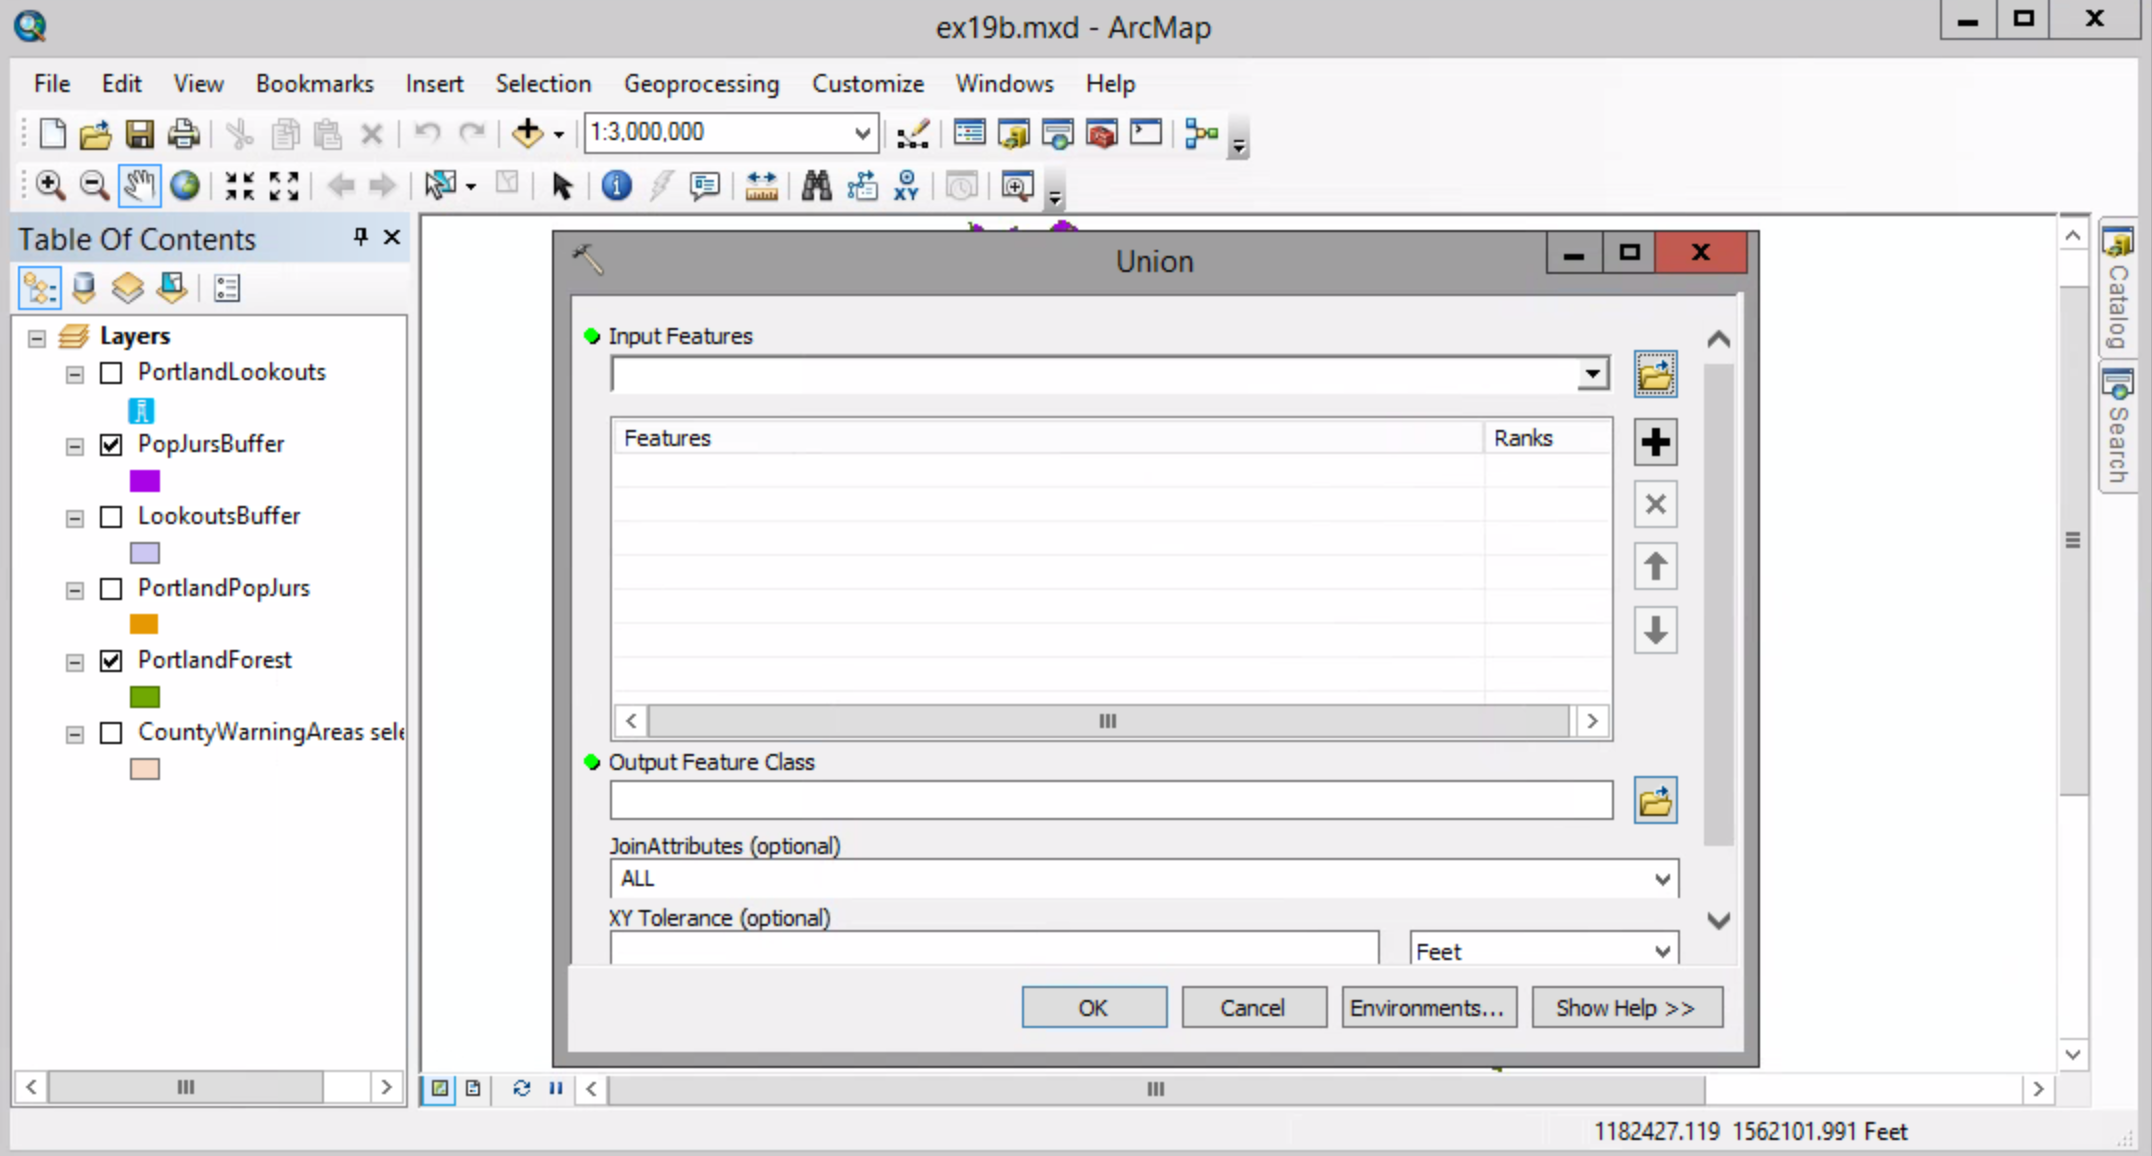 ex19b.mxd - ArcMap
File Edit View Bookmarks Insert Selection Geoprocessing Customize Windows Help
1:3,000,000
XY
Table Of Contents
Layers
PortlandLookouts
PopJursBuffer
LookoutsBuffer
PortlandPopJurs
PortlandForest
CountyWarningAreas sele
Union
Input Features
Features Ranks
Output Feature Class
JoinAttributes (optional)
ALL
XY Tolerance (optional)
Feet
OK Cancel Environments... Show Help >>
Catalog
Search
1182427.119 1562101.991 Feet